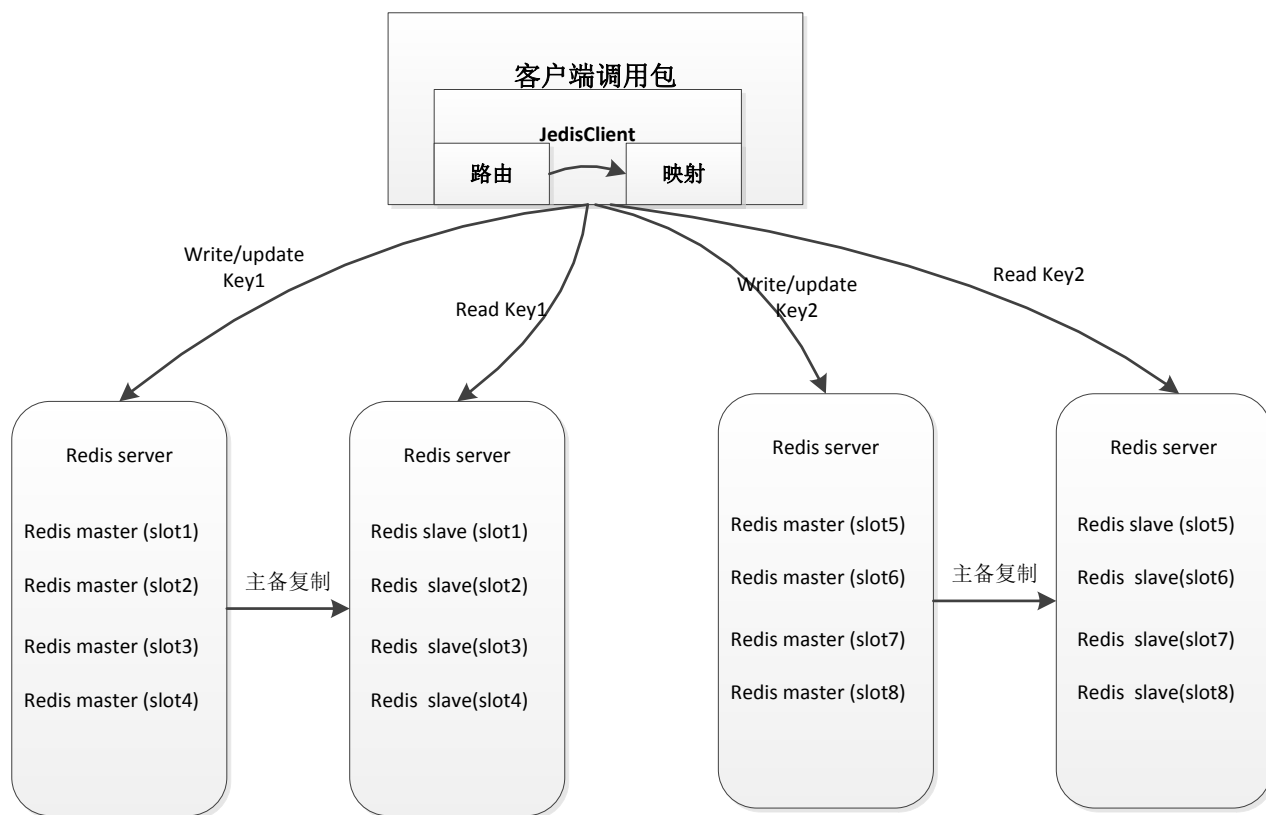 客户端调用包
JedisClient
路由
映射
Write/update
Key1
Read Key1
Write/update
Key2
Read Key2
Redis server
Redis master (slot1)
Redis master (slot2)
Redis master (slot3)
Redis master (slot4)
主备复制
Redis server
Redis slave (slot1)
Redis  slave(slot2)
Redis  slave(slot3)
Redis  slave(slot4)
Redis server
Redis master (slot5)
Redis master (slot6)
Redis master (slot7)
Redis master (slot8)
主备复制
Redis server
Redis slave (slot5)
Redis  slave(slot6)
Redis  slave(slot7)
Redis  slave(slot8)